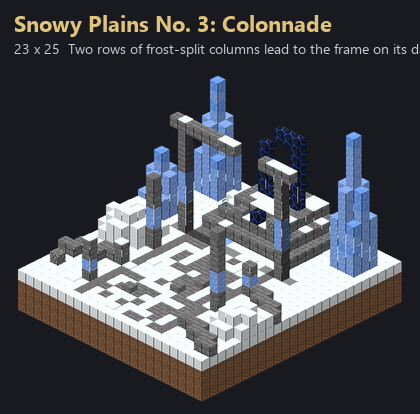 Snowy Plains No. 3: Colonnade
23 x 25 Two rows of frost-split columns lead to the frame on its d